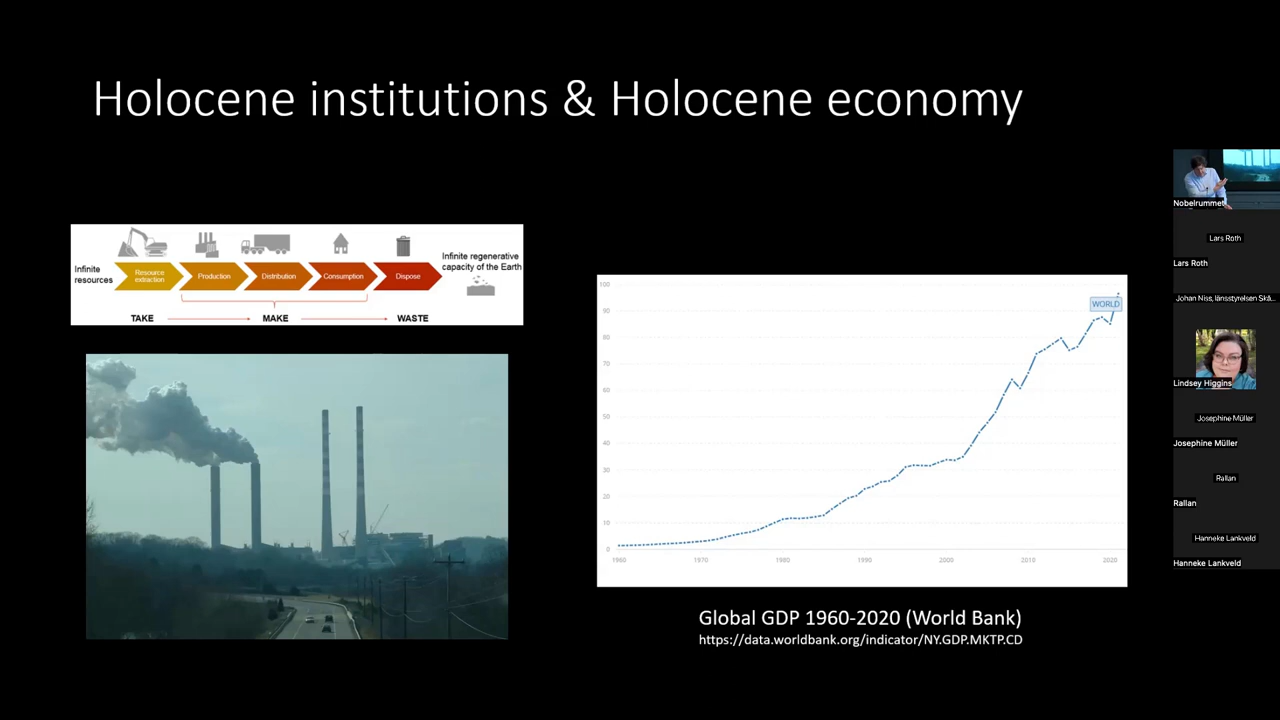 Holocene institutions & Holocene economy
Infinite
resources
Resource
extraction
Production
Distribution
Consumption
Dispose
Infinite regenerative
capacity of the Earth
TAKE
MAKE
WASTE
100
90
80
70
60
50
40
30
20
10
0
1960
1970
1980
1990
2000
2010
2020
WORLD
Global GDP 1960-2020 (World Bank)
https://data.worldbank.org/indicator/NY.GDP.MKTP.CD
Nobelrummet
Lars Roth
Lars Roth
Johan Niss, länsstyrelsen Skå...
Lindsey Higgins
Josephine Müller
Josephine Müller
Rallan
Rallan
Hanneke Lankveld
Hanneke Lankveld